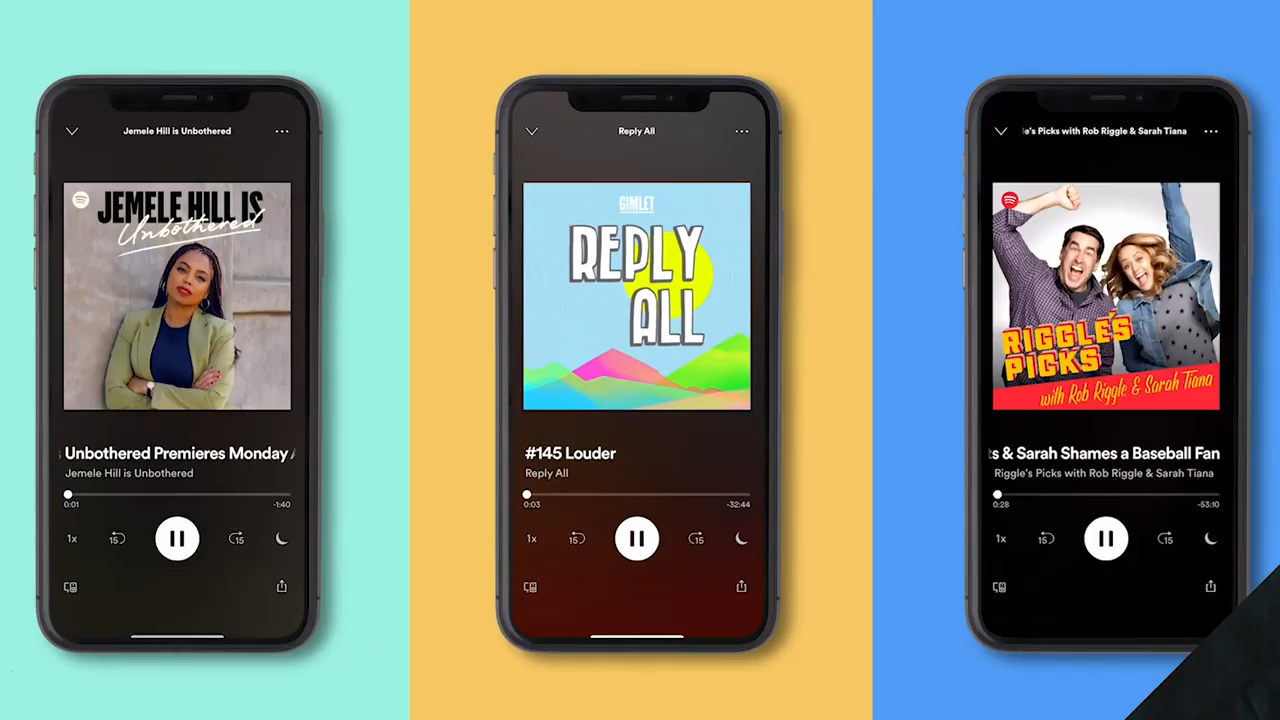 Jemele Hill is Unbothered
JEMELE HILL IS
Unbothered
Unbothered Premieres Monday
Jemele Hill is Unbothered
0:01
-1:40
1x
15
15
Reply All
GIMLET
REPLY
ALL
#145 Louder
Reply All
0:03
-32:44
1x
15
15
le's Picks with Rob Riggle & Sarah Tiana
RIGGLE'S
PICKS
with Rob Riggle & Sarah Tiana
s & Sarah Shames a Baseball Fan
Riggle's Picks with Rob Riggle & Sarah Tiana
0:28
-53:10
1x
15
15